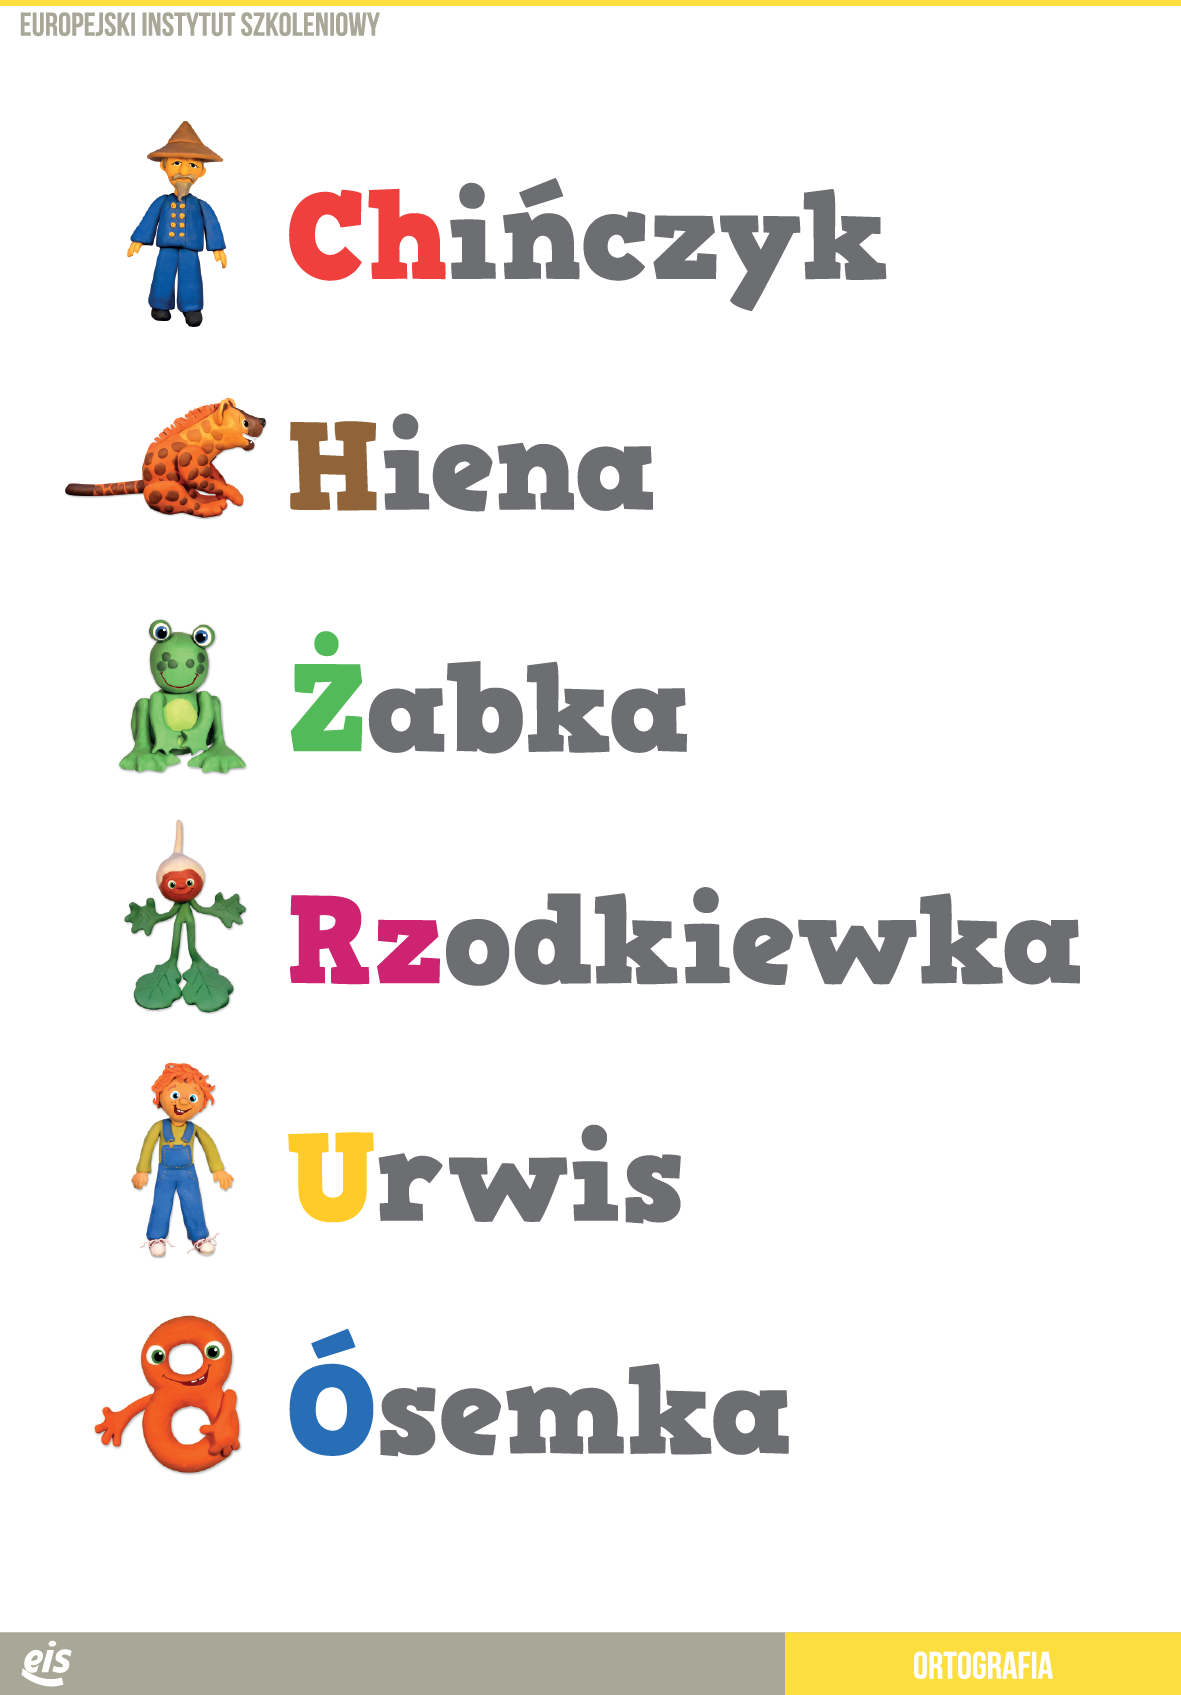 EUROPEJSKI INSTYTUT SZKOLENIOWY
Chińczyk
Hiena
Żabka
Rzodkiewka
Urwis
Ósemka
eis
ORTOGRAFIA